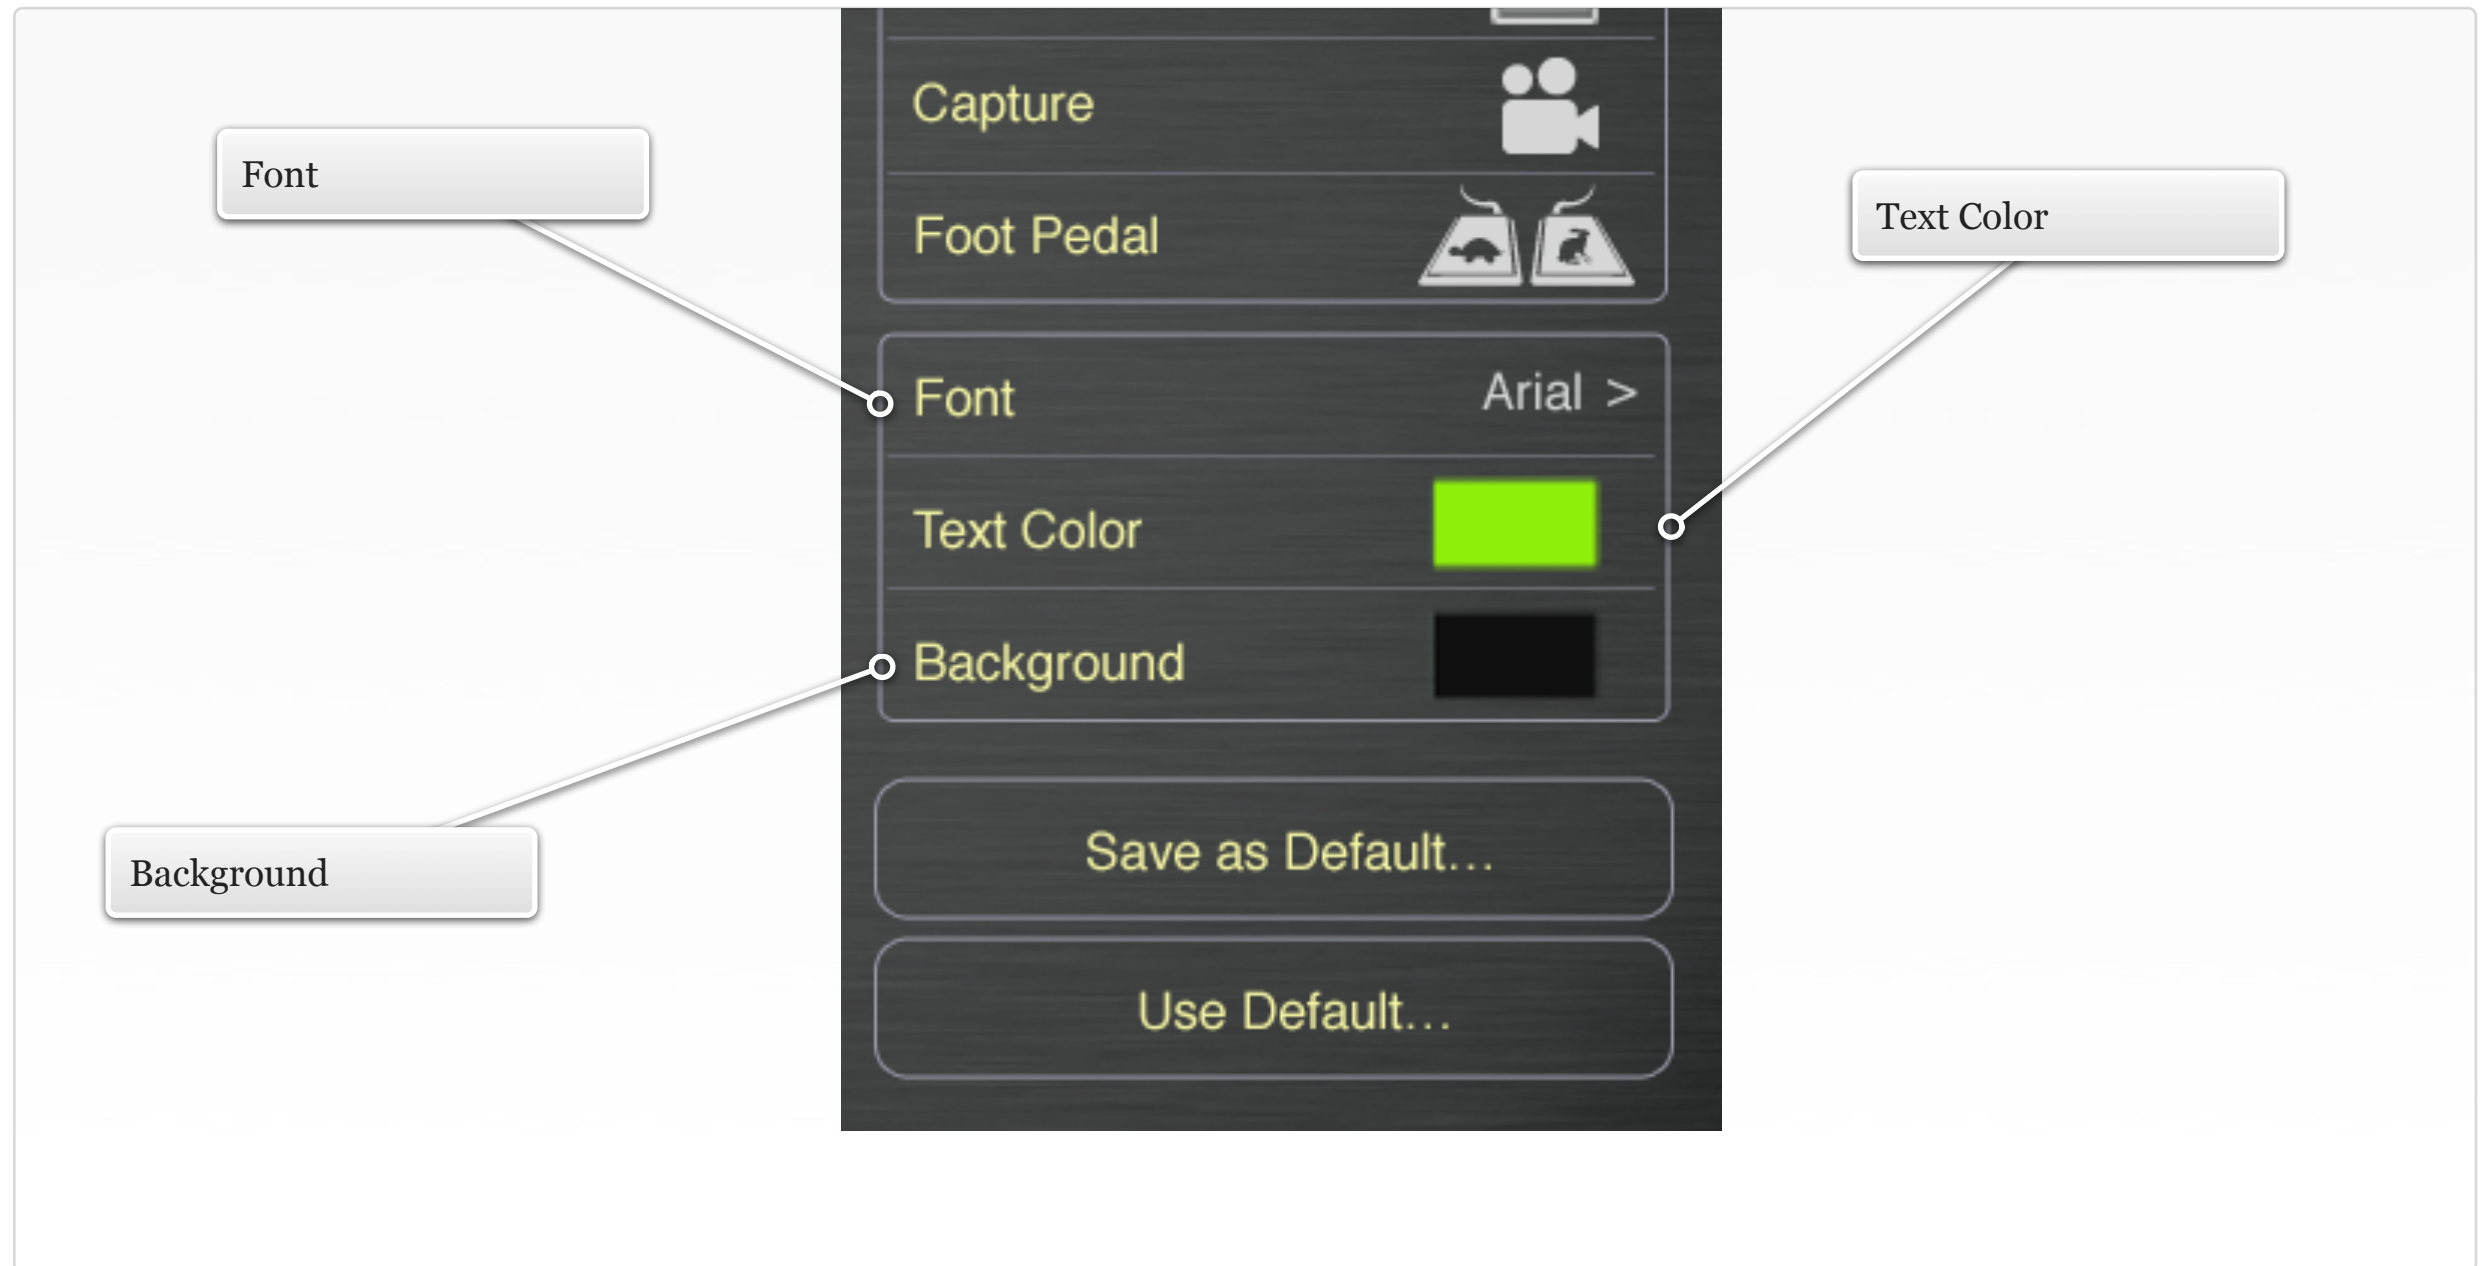 Capture
Font
Text Color
Foot Pedal
Font Arial >
Text Color
Background
Save as Default...
Background
Use Default...